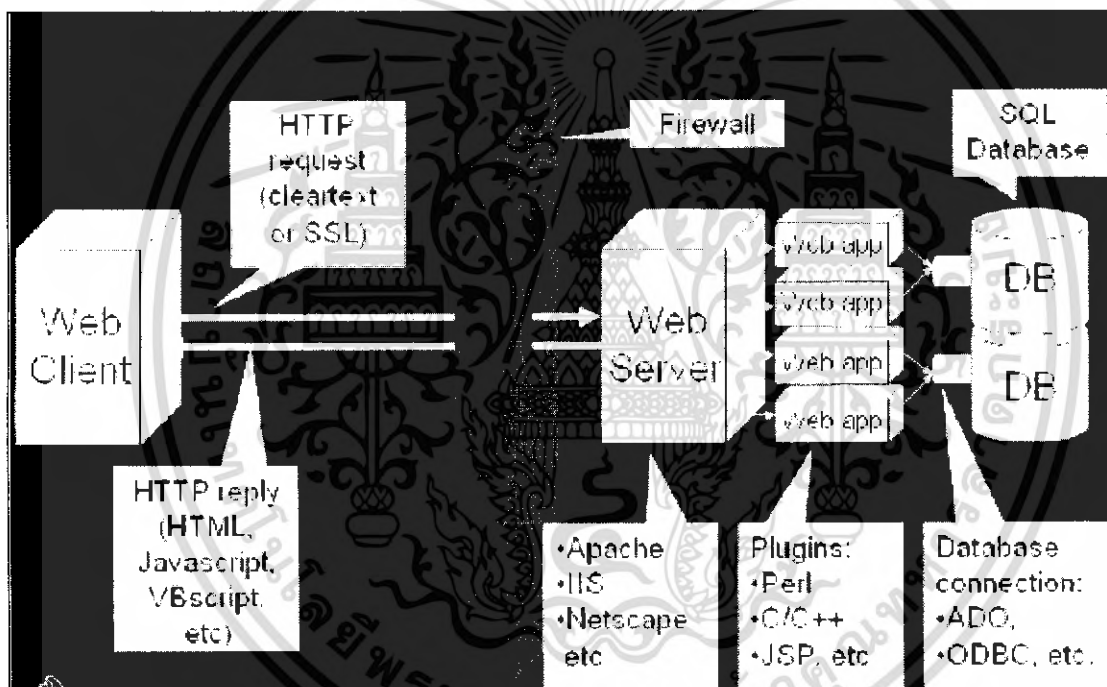 HTTP
request
(cleartext
or SSL)
Firewall
SQL
Database
Web
Client
Web
Server
Web app
Web app
Web app
Web app
DB
DB
HTTP reply
(HTML,
Javascript,
VBscript,
etc)
•Apache
•IIS
•Netscape
etc
Plugins:
•Perl
•C/C++
•JSP, etc
Database
connection:
•ADO,
•ODBC, etc.